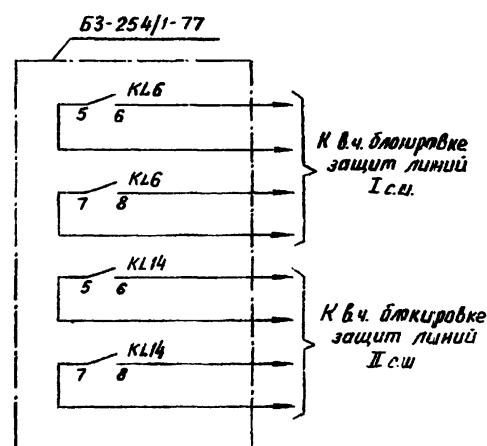 БЗ-254/1-77
KL6
5 6
К в.ч. блокировке
защит линий
I с.ш.
KL6
7 8
KL14
5 6
К в.ч. блокировке
защит линий
II с.ш
KL14
7 8